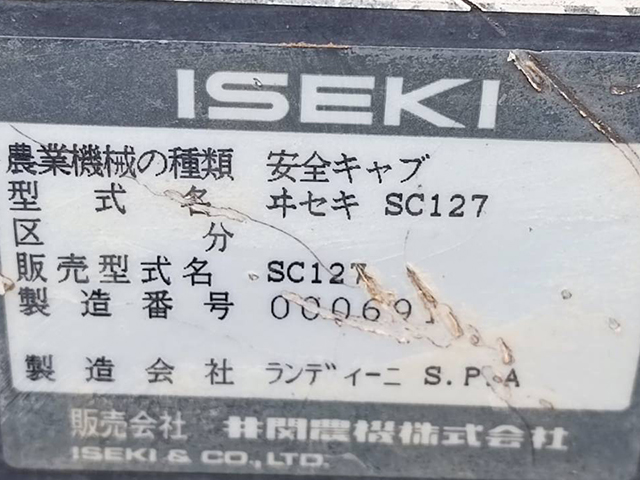 ISEKI
農業機械の種類 安全キャブ
型式名 ヰセキ SC127
区分
販売型式名 SC127
製造番号 000691
製造会社 ランディーニ S.P.A
販売会社 井関農機株式会社
ISEKI & CO., LTD.